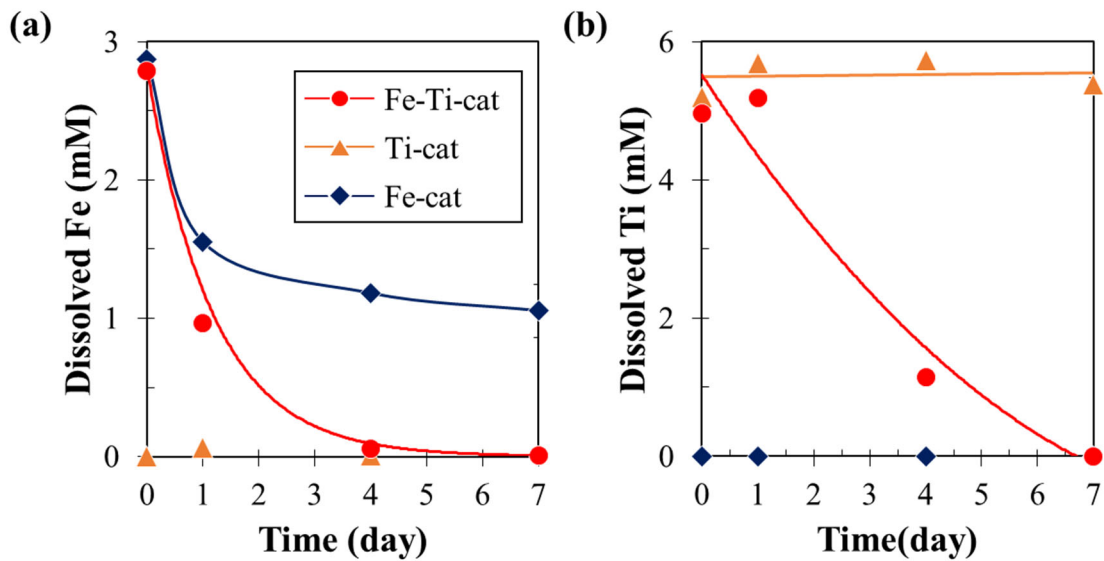 (a)
Dissolved Fe (mM)
3
2
1
0
Fe-Ti-cat
Ti-cat
Fe-cat
0 1 2 3 4 5 6 7
Time (day)
(b)
Dissolved Ti (mM)
6
4
2
0
0 1 2 3 4 5 6 7
Time(day)